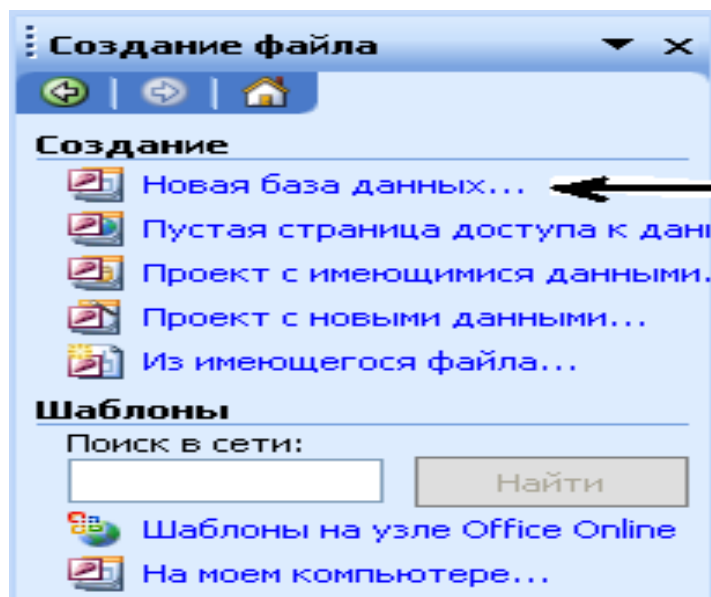 Создание файла
Создание
Новая база данных...
Пустая страница доступа к
Проект с имеющимися данными.
Проект с новыми данными...
Из имеющегося файла...
Шаблоны
Поиск в сети:
Найти
Шаблоны на узле Office Online
На моем компьютере...